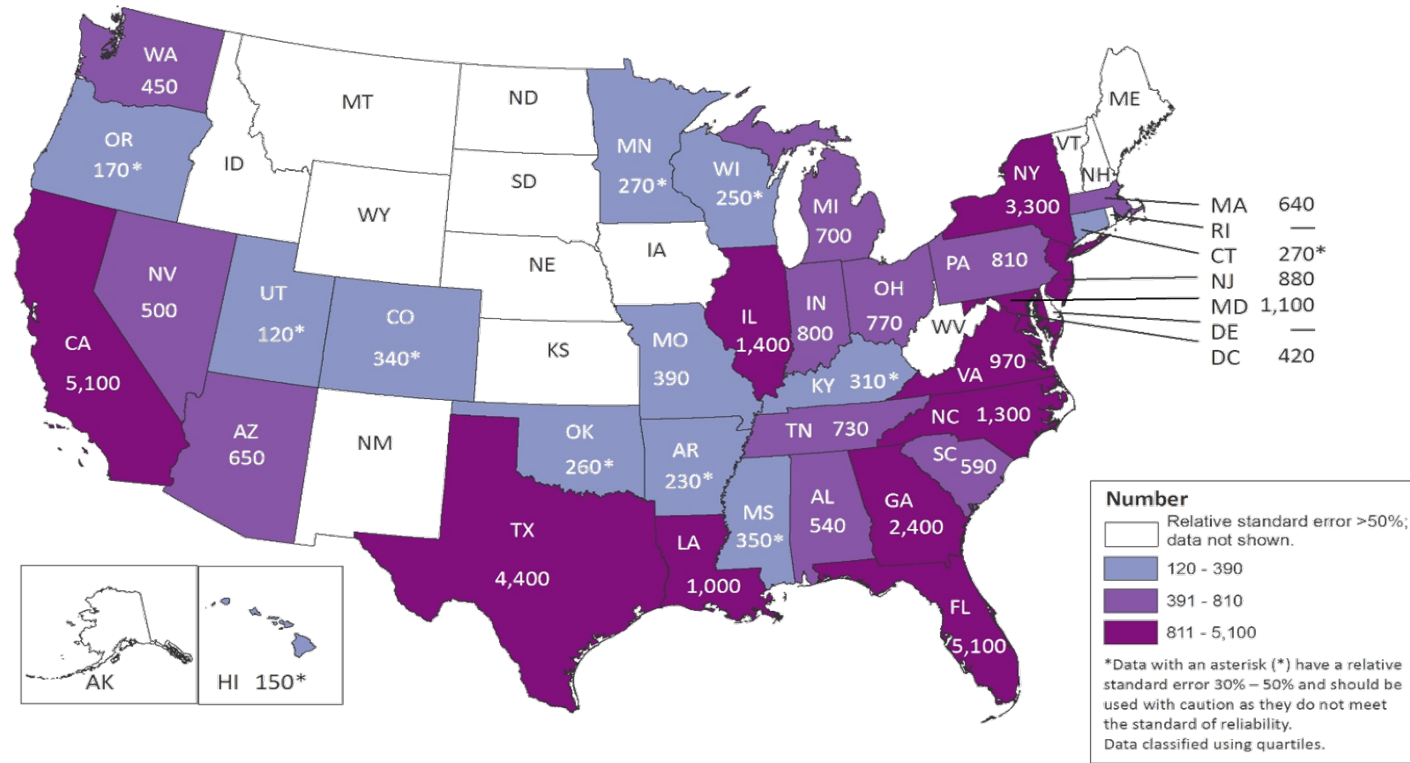 WA
450
MT
ND
ME
OR
170*
ID
MN
270*
VT
NH
SD
WI
250*
NY
3,300
WY
MI
700
MA 640
RI —
CT 270*
NJ 880
MD 1,100
DE —
DC 420
IA
NE
PA 810
NV
500
UT
120*
CO
340*
IL
1,400
IN
800
OH
770
WV
CA
5,100
KS
MO
390
VA
970
KY 310*
NC 1,300
AZ
650
NM
OK
260*
AR
230*
TN 730
SC
590
MS
350*
AL
540
GA
2,400
TX
4,400
LA
1,000
FL
5,100
AK
HI 150*
Number
Relative standard error >50%;
data not shown.
120 - 390
391 - 810
811 - 5,100
*Data with an asterisk (*) have a relative
standard error 30% – 50% and should be
used with caution as they do not meet
the standard of reliability.
Data classified using quartiles.